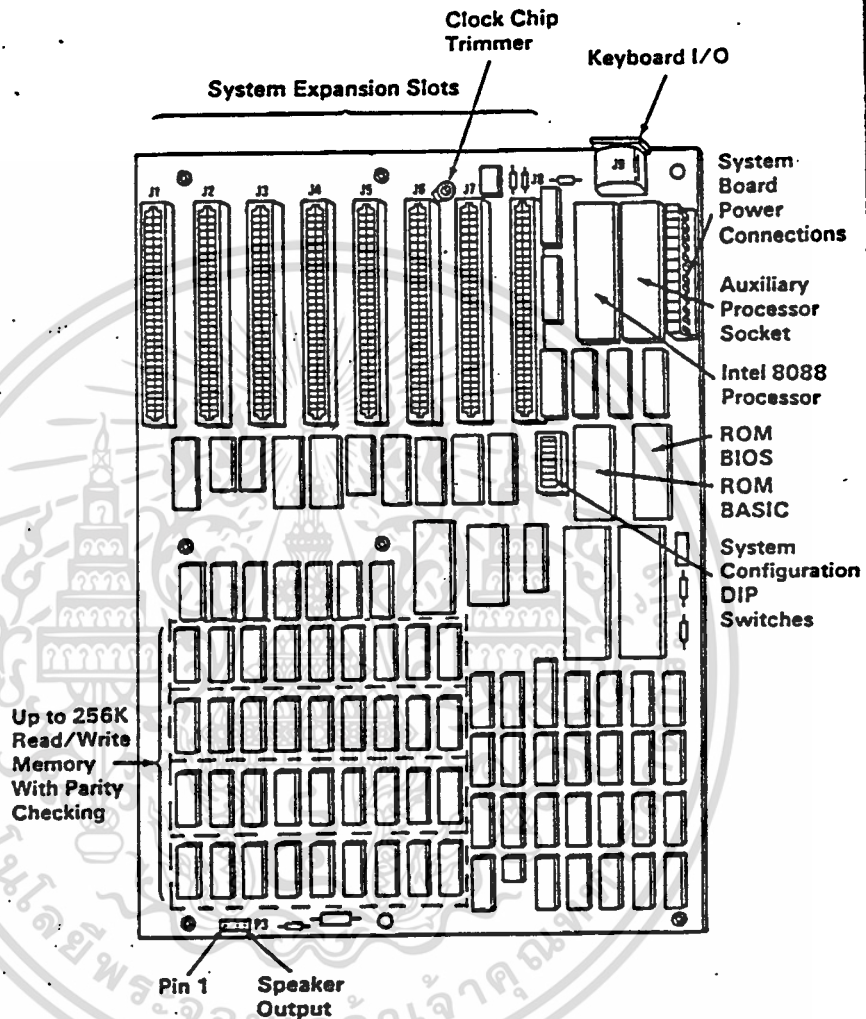 Clock Chip
Trimmer
Keyboard I/O
System Expansion Slots
J1
J2
J3
J4
J5
J6
J7
J8
J9
System
Board
Power
Connections
Auxiliary
Processor
Socket
Intel 8088
Processor
ROM
BIOS
ROM
BASIC
System
Configuration
DIP
Switches
Up to 256K
Read/Write
Memory
With Parity
Checking
P3
Pin 1
Speaker
Output